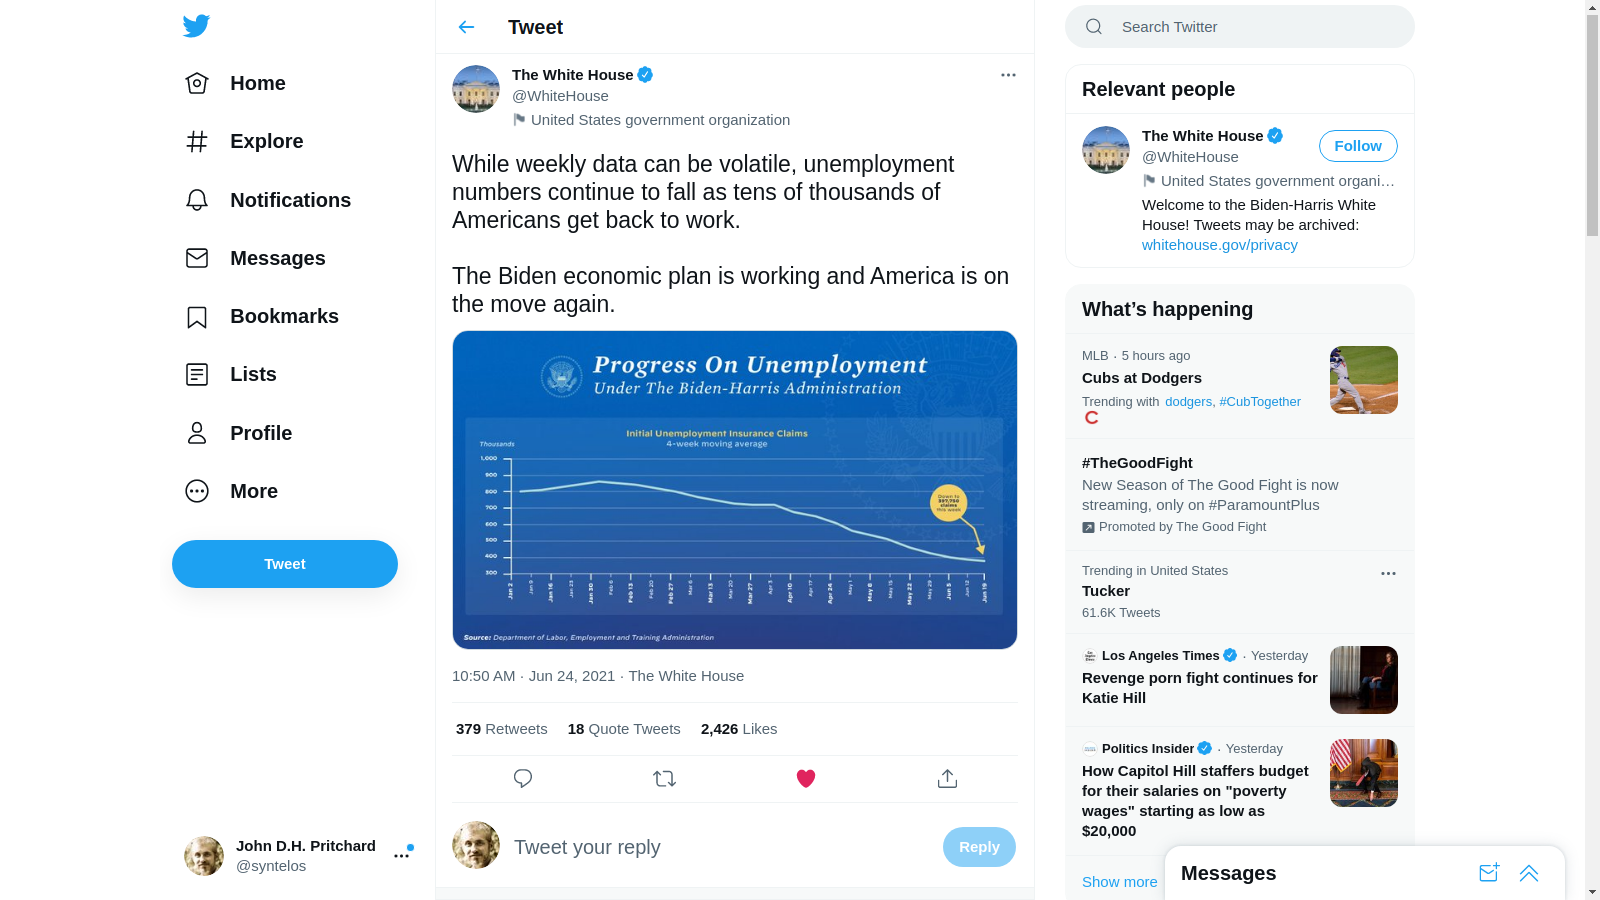 Home
Explore
Notifications
Messages
Bookmarks
Lists
Profile
More
Tweet
John D.H. Pritchard
@syntelos
Tweet
The White House
@WhiteHouse
United States government organization
While weekly data can be volatile, unemployment
numbers continue to fall as tens of thousands of
Americans get back to work.
The Biden economic plan is working and America is on
the move again.
Progress On Unemployment
Under The Biden-Harris Administration
Initial Unemployment Insurance Claims
4-week moving average
Thousands
1,000
900
800
700
600
500
400
300
Down to
397,750
claims
this week
Jan 2
Jan 9
Jan 16
Jan 23
Jan 30
Feb 6
Feb 13
Feb 20
Feb 27
Mar 6
Mar 13
Mar 20
Mar 27
Apr 3
Apr 10
Apr 17
Apr 24
May 1
May 8
May 15
May 22
May 29
Jun 5
Jun 12
Jun 19
Source: Department of Labor, Employment and Training Administration
10:50 AM · Jun 24, 2021 · The White House
379 Retweets 18 Quote Tweets 2,426 Likes
Tweet your reply
Reply
Search Twitter
Relevant people
The White House
@WhiteHouse
Follow
United States government organi…
Welcome to the Biden-Harris White
House! Tweets may be archived:
whitehouse.gov/privacy
What’s happening
MLB · 5 hours ago
Cubs at Dodgers
Trending with dodgers, #CubTogether
#TheGoodFight
New Season of The Good Fight is now
streaming, only on #ParamountPlus
Promoted by The Good Fight
Trending in United States
Tucker
61.6K Tweets
Los Angeles Times · Yesterday
Revenge porn fight continues for
Katie Hill
Politics Insider · Yesterday
How Capitol Hill staffers budget
for their salaries on "poverty
wages" starting as low as
$20,000
Show more
Messages